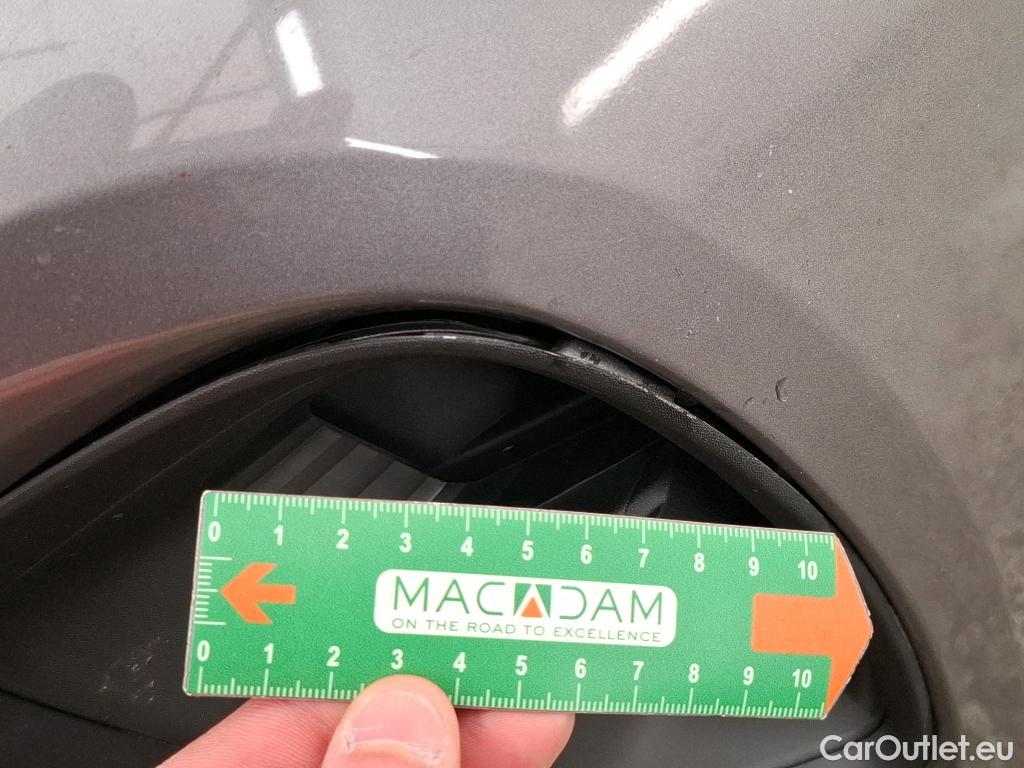 0 1 2 3 4 5 6 7 8 9 10
MACADAM
ON THE ROAD TO EXCELLENCE
0 1 2 3 4 5 6 7 8 9 10
CarOutlet.eu